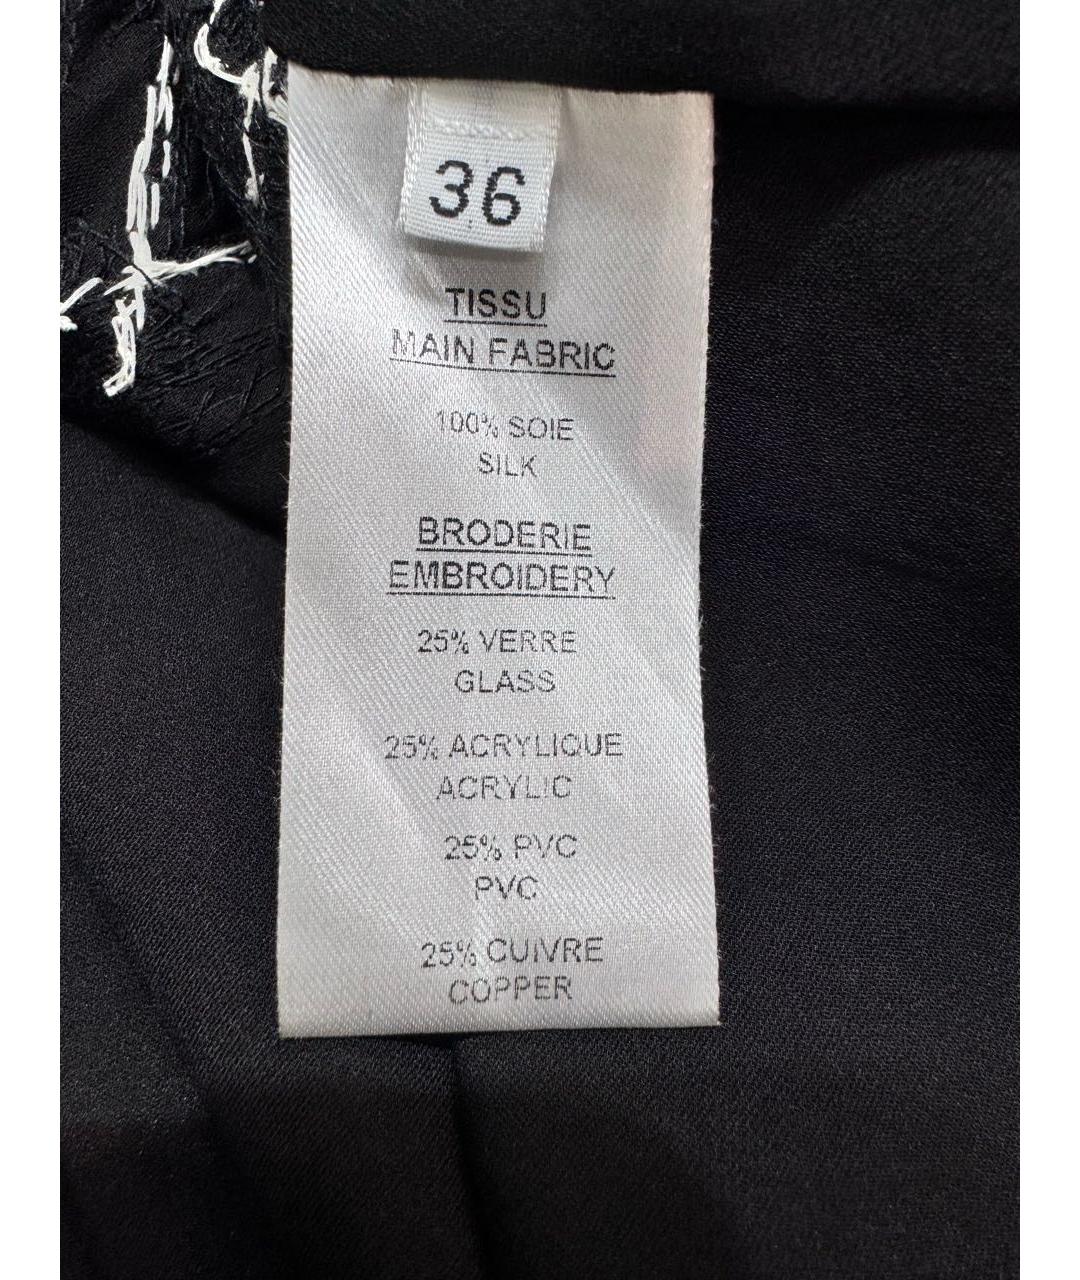 36
TISSU
MAIN FABRIC
100% SOIE
SILK
BRODERIE
EMBROIDERY
25% VERRE
GLASS
25% ACRYLIQUE
ACRYLIC
25% PVC
PVC
25% CUIVRE
COPPER